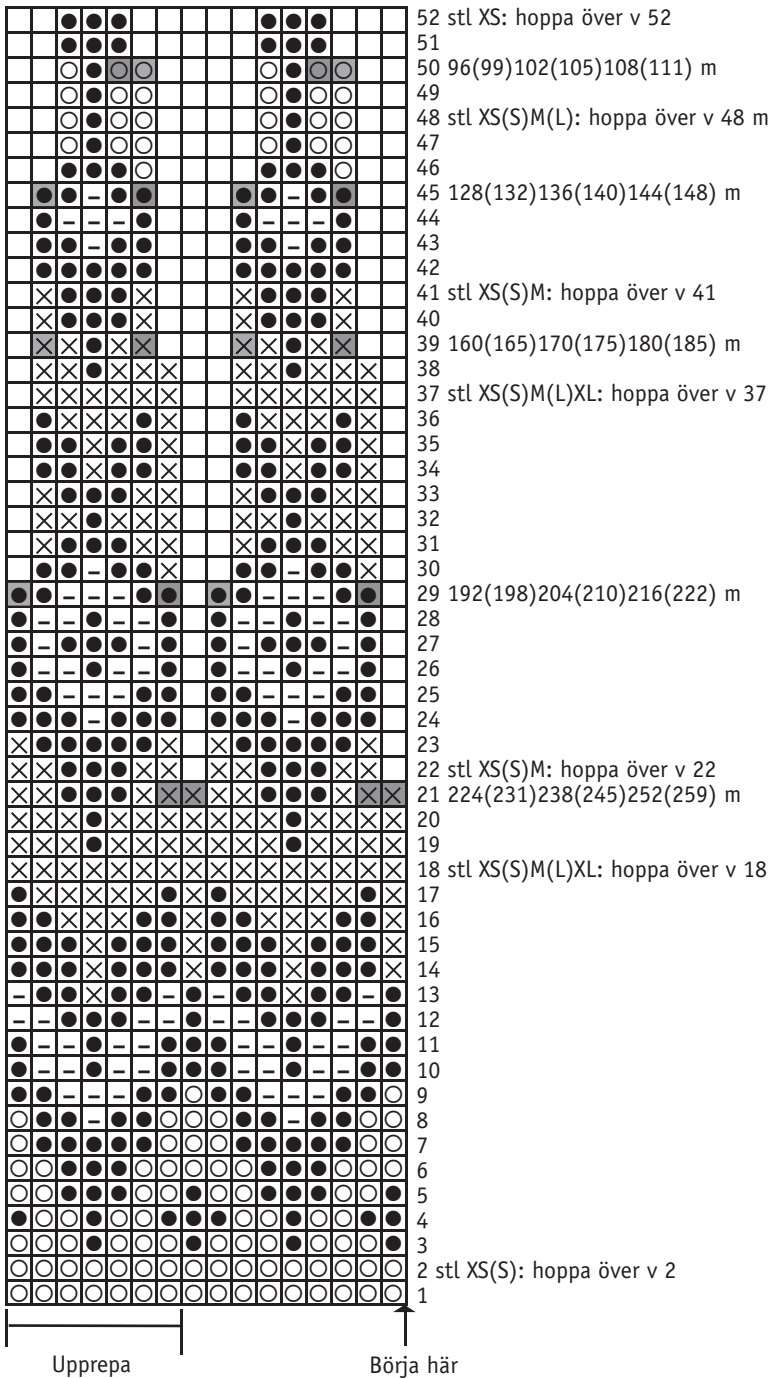 52 stl XS: hoppa över v 52
51
50 96(99)102(105)108(111) m
49
48 stl XS(S)M(L): hoppa över v 48 m
47
46
45 128(132)136(140)144(148) m
44
43
42
41 stl XS(S)M: hoppa över v 41
40
39 160(165)170(175)180(185) m
38
37 stl XS(S)M(L)XL: hoppa över v 37
36
35
34
33
32
31
30
29 192(198)204(210)216(222) m
28
27
26
25
24
23
22 stl XS(S)M: hoppa över v 22
21 224(231)238(245)252(259) m
20
19
18 stl XS(S)M(L)XL: hoppa över v 18
17
16
15
14
13
12
11
10
9
8
7
6
5
4
3
2 stl XS(S): hoppa över v 2
1
Upprepa
Börja här